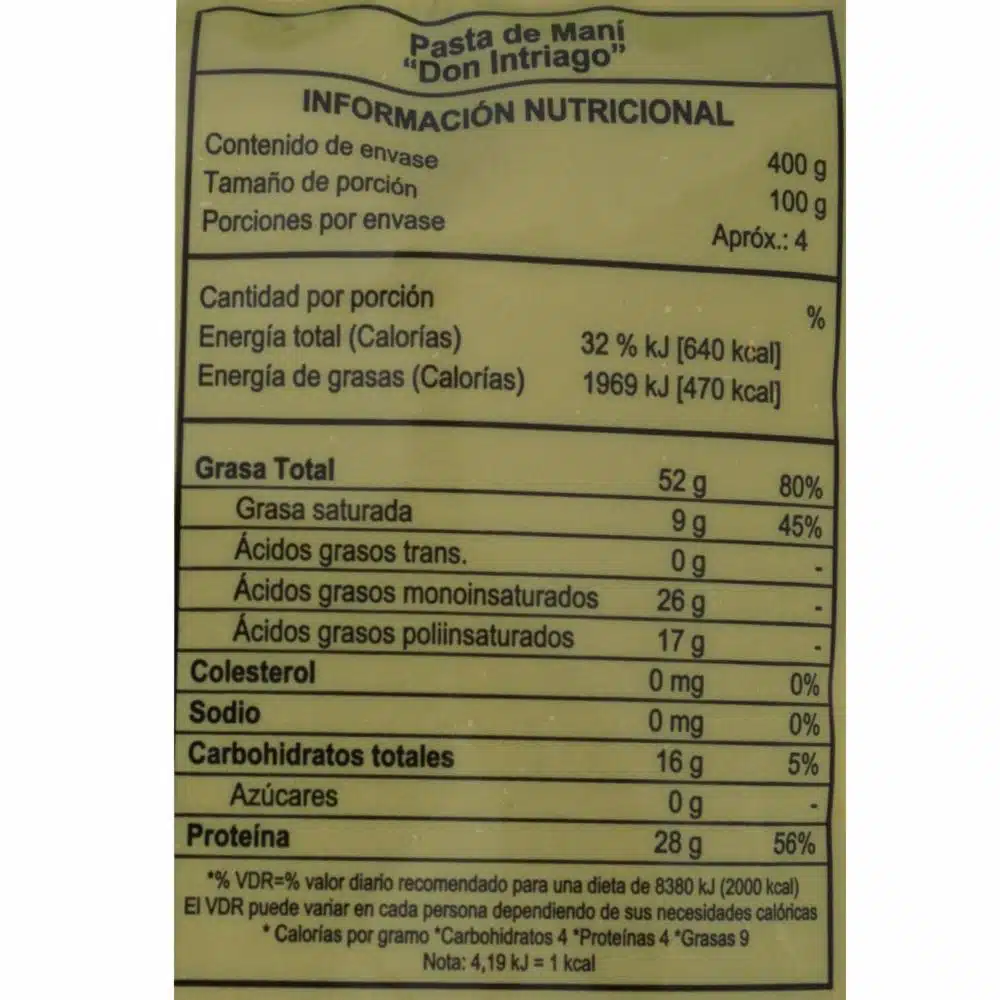 Pasta de Maní
“Don Intriago”
INFORMACIÓN NUTRICIONAL
Contenido de envase 400 g
Tamaño de porción 100 g
Porciones por envase Apróx.: 4
Cantidad por porción %
Energía total (Calorías) 32 % kJ [640 kcal]
Energía de grasas (Calorías) 1969 kJ [470 kcal]
Grasa Total 52 g 80%
Grasa saturada 9 g 45%
Ácidos grasos trans. 0 g -
Ácidos grasos monoinsaturados 26 g -
Ácidos grasos poliinsaturados 17 g -
Colesterol 0 mg 0%
Sodio 0 mg 0%
Carbohidratos totales 16 g 5%
Azúcares 0 g -
Proteína 28 g 56%
*% VDR=% valor diario recomendado para una dieta de 8380 kJ (2000 kcal)
El VDR puede variar en cada persona dependiendo de sus necesidades calóricas
* Calorías por gramo *Carbohidratos 4 *Proteínas 4 *Grasas 9
Nota: 4,19 kJ = 1 kcal